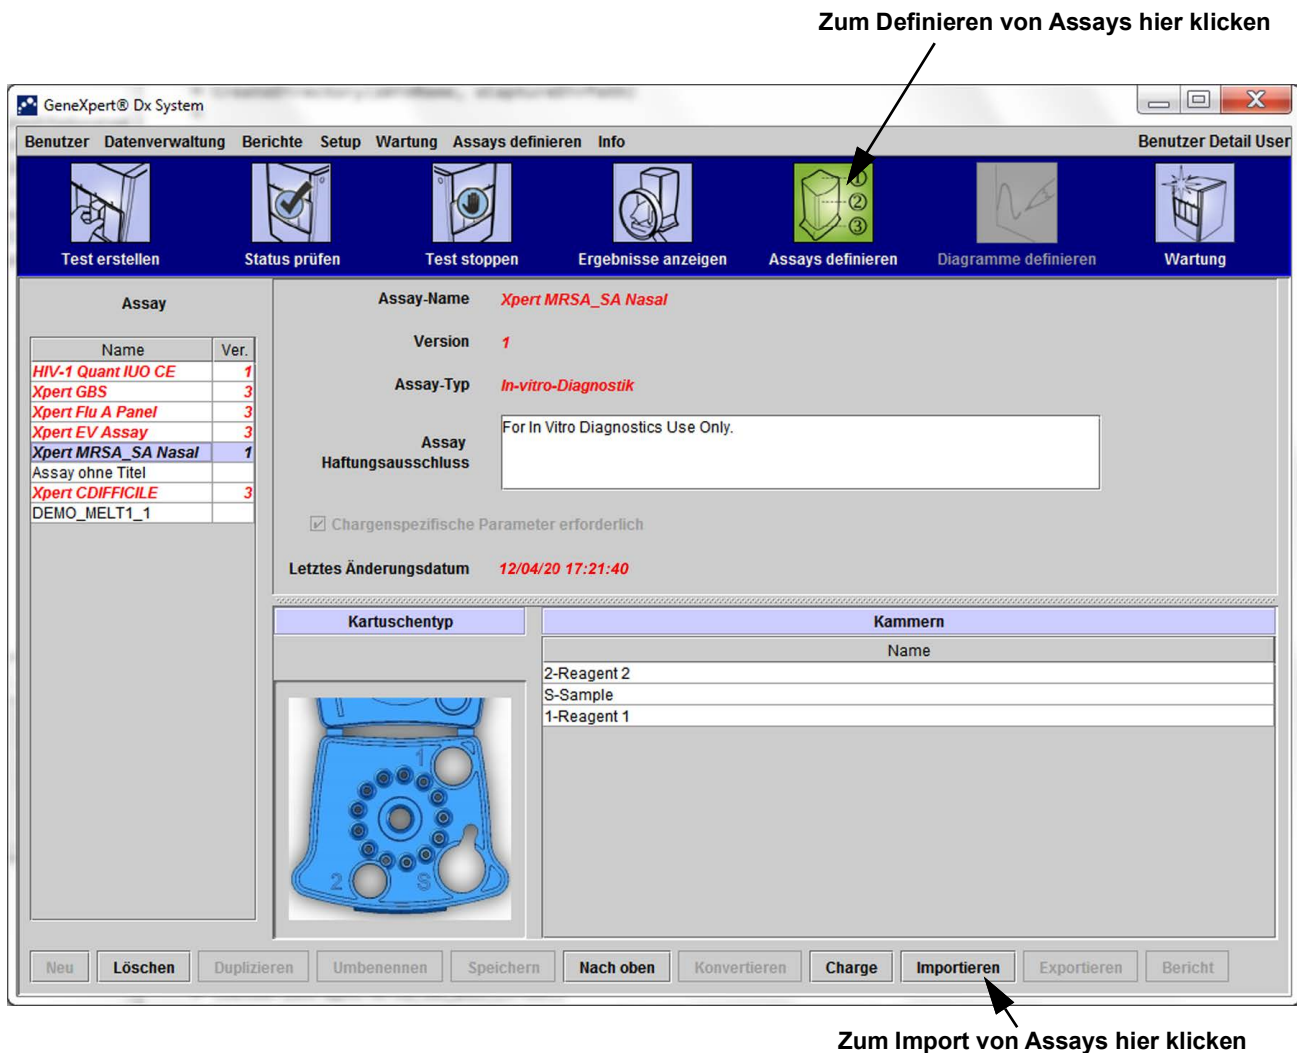 Zum Definieren von Assays hier klicken
GeneXpert® Dx System
Benutzer Datenverwaltung Berichte Setup Wartung Assays definieren Info Benutzer Detail User
1
2
3
Test erstellen Status prüfen Test stoppen Ergebnisse anzeigen Assays definieren Diagramme definieren Wartung
Assay
Name Ver.
HIV-1 Quant IUO CE 1
Xpert GBS 3
Xpert Flu A Panel 3
Xpert EV Assay 3
Xpert MRSA_SA Nasal 1
Assay ohne Titel
Xpert CDIFFICILE 3
DEMO_MELT1_1
Assay-Name Xpert MRSA_SA Nasal
Version 1
Assay-Typ In-vitro-Diagnostik
Assay
Haftungsausschluss
For In Vitro Diagnostics Use Only.
Chargenspezifische Parameter erforderlich
Letztes Änderungsdatum 12/04/20 17:21:40
Kartuschentyp
1
2 S
Kammern
Name
2-Reagent 2
S-Sample
1-Reagent 1
Neu Löschen Duplizieren Umbenennen Speichern Nach oben Konvertieren Charge Importieren Exportieren Bericht
Zum Import von Assays hier klicken